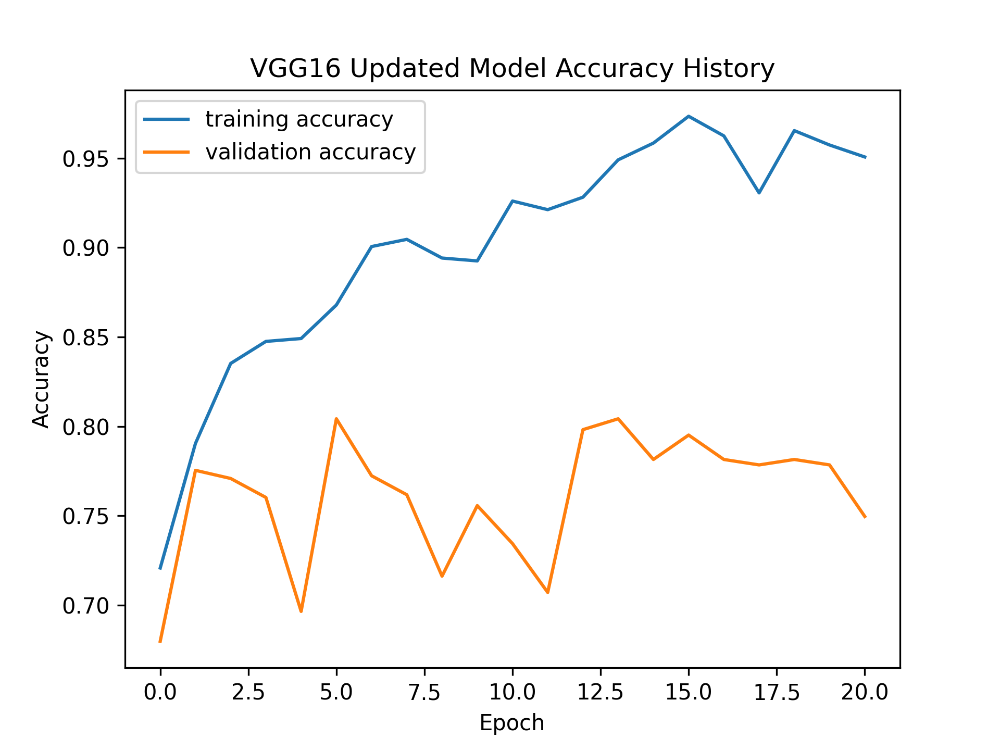 VGG16 Updated Model Accuracy History
training accuracy
validation accuracy
0.95
0.90
0.85
0.80
0.75
0.70
Accuracy
0.0 2.5 5.0 7.5 10.0 12.5 15.0 17.5 20.0
Epoch